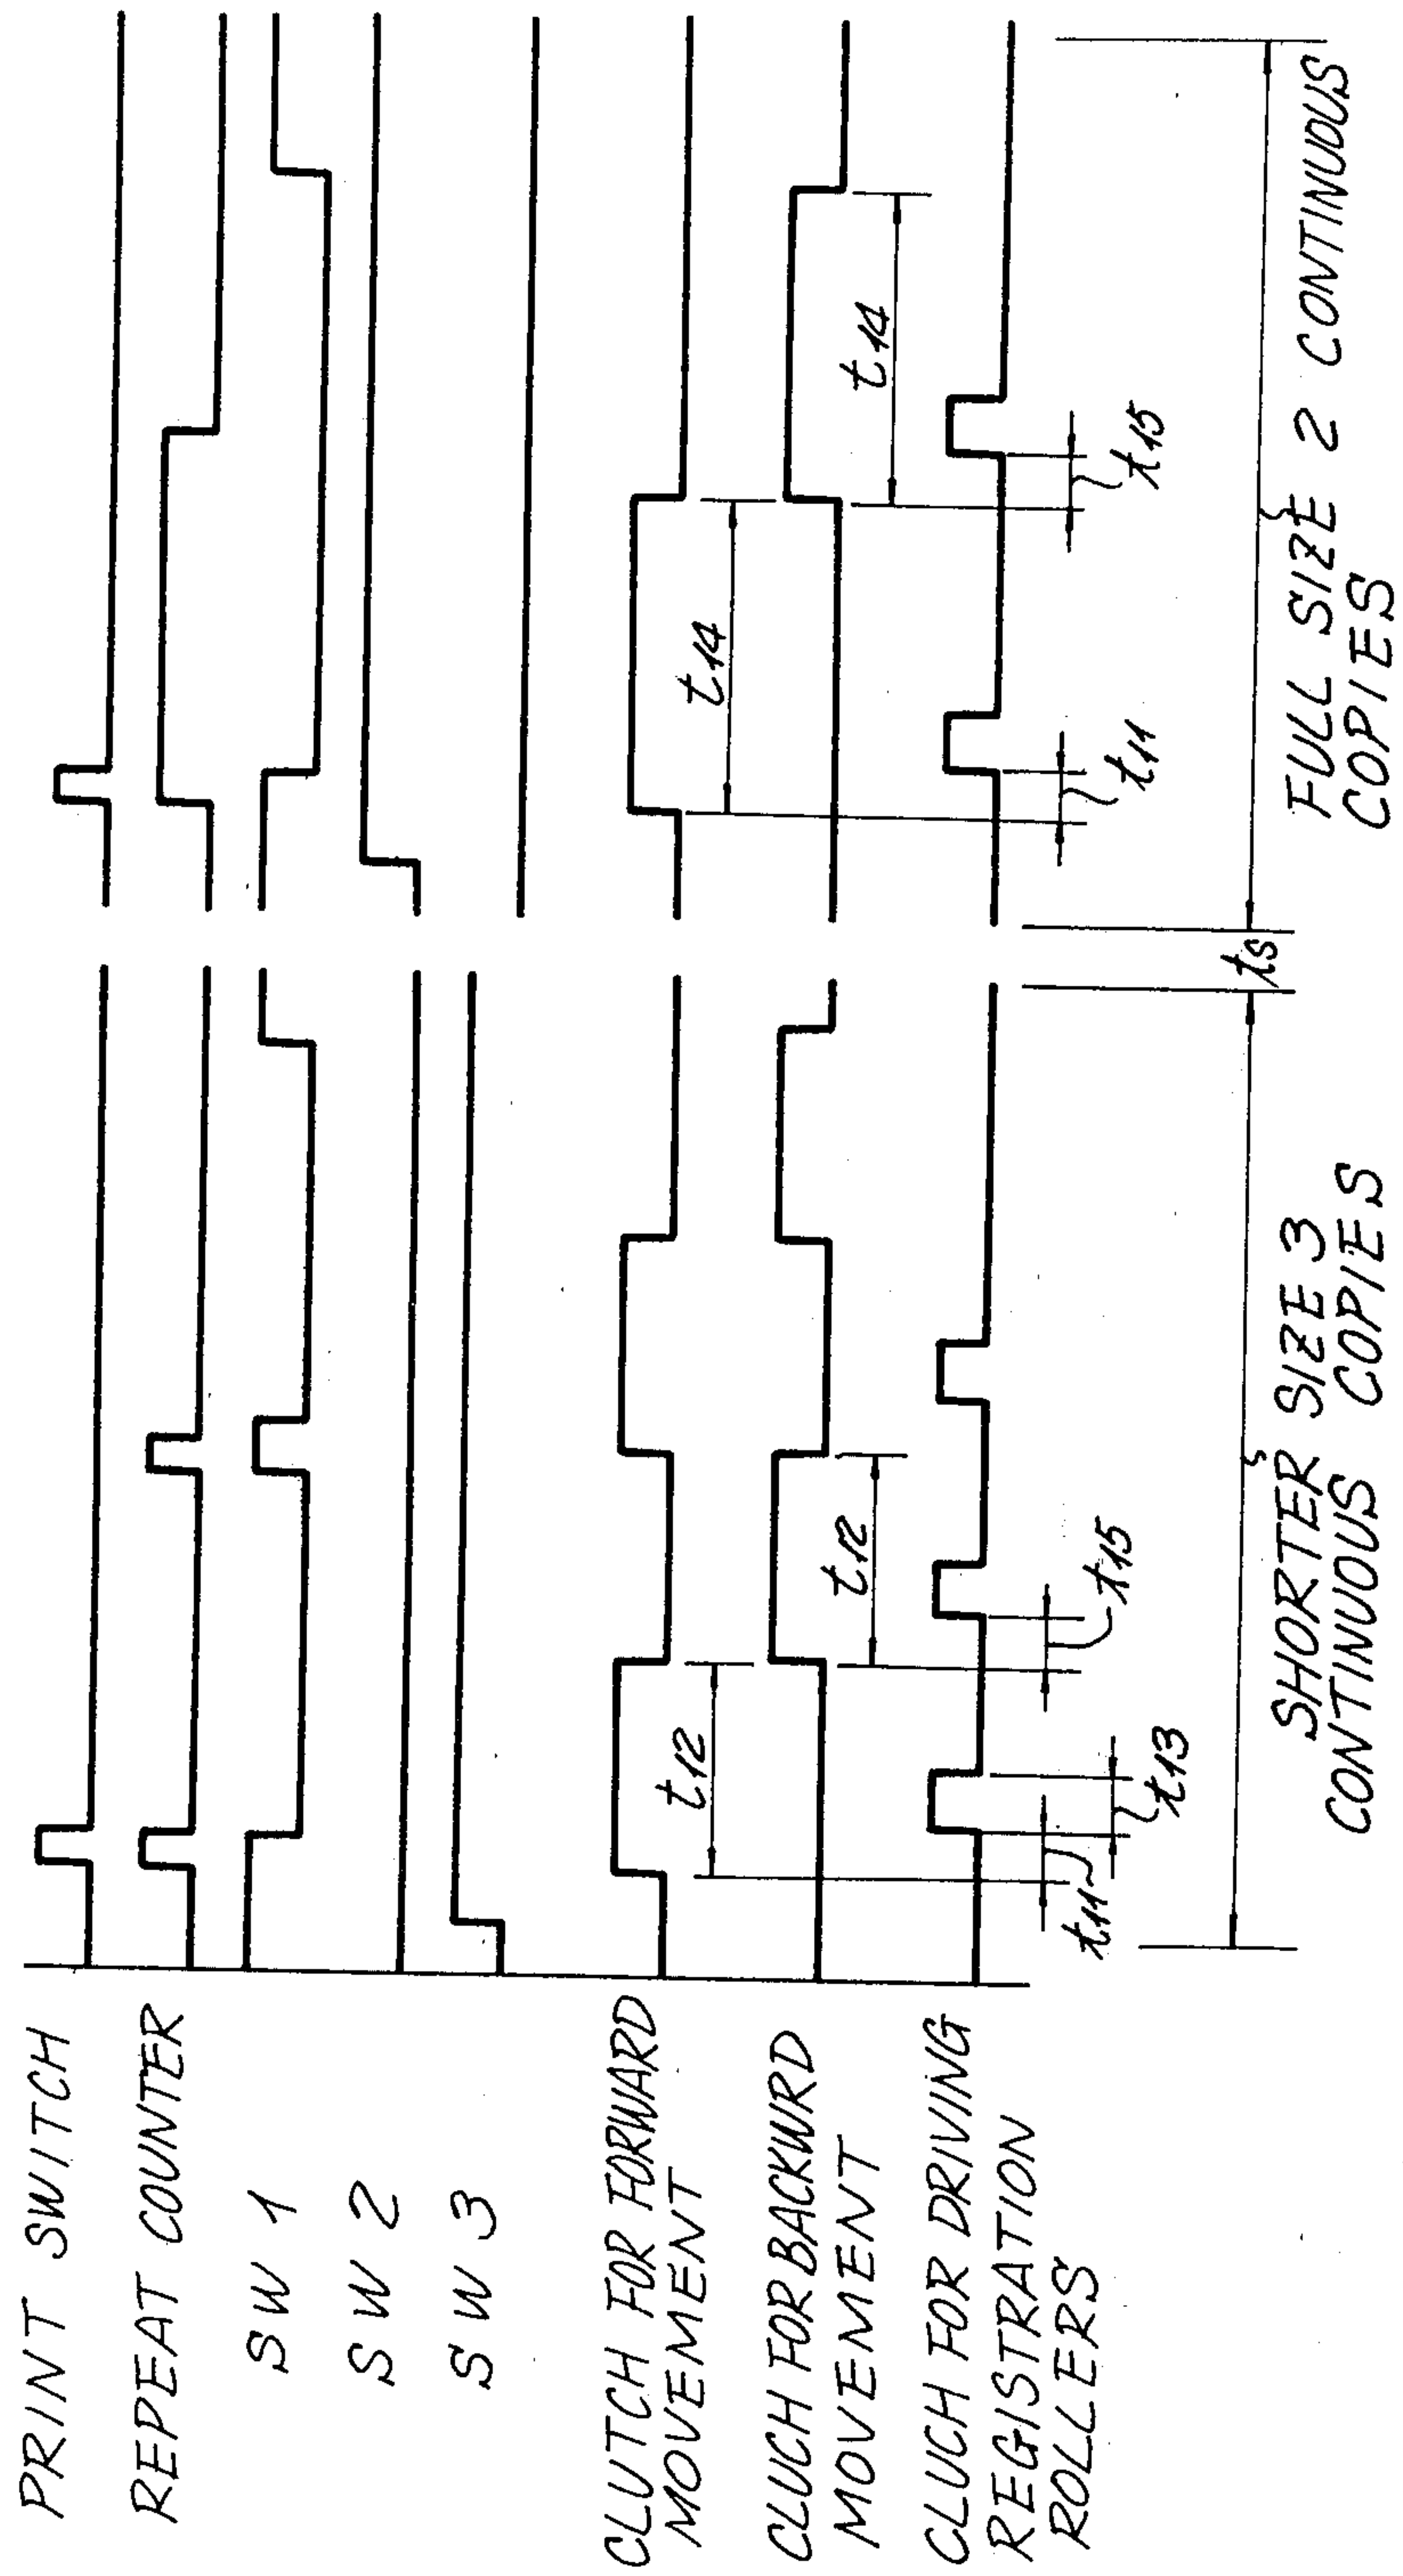 PRINT SWITCH
REPEAT COUNTER
SW 1
SW 2
SW 3
CLUTCH FOR FORWARD
MOVEMENT
CLUCH FOR BACKWRD
MOVEMENT
CLUCH FOR DRIVING
REGISTRATION
ROLLERS
t12
t12
t14
t14
t11
t13
t15
t11
t15
ts
SHORTER SIZE 3
CONTINUOUS COPIES
FULL SIZE 2 CONTINUOUS
COPIES